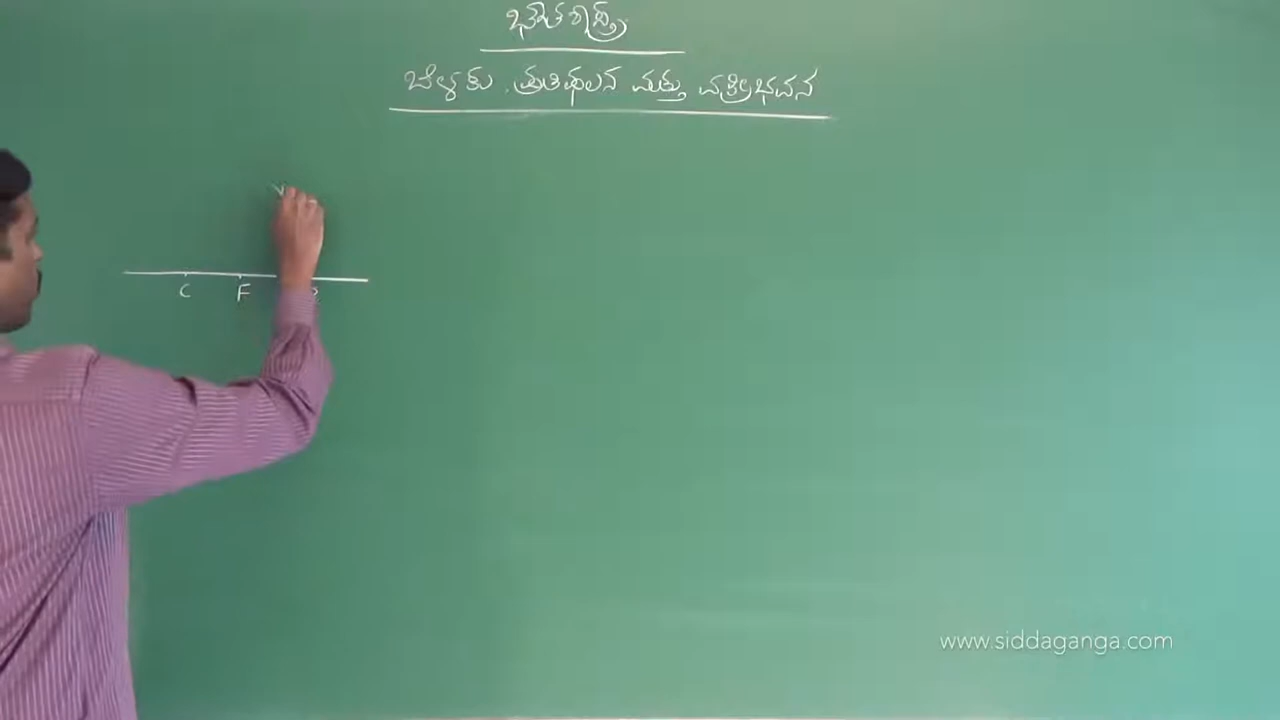 ಭೌತಶಾಸ್ತ್ರ
ಬೆಳಕು ಪ್ರತಿಫಲನ ಮತ್ತು ವಕ್ರೀಭವನ
C F
www.siddaganga.com